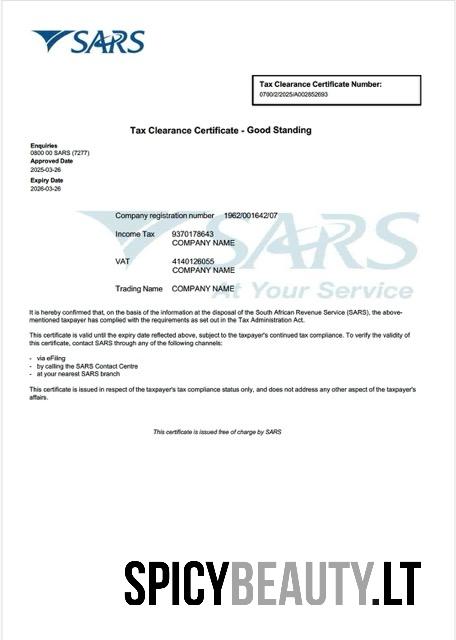 SARS
Tax Clearance Certificate Number:
0700/2/2025/A002852693
Tax Clearance Certificate - Good Standing
Enquiries
0800 00 SARS (7277)
Approved Date
2025-03-26
Expiry Date
2026-03-26
SARS
At Your Service
Company registration number 1962/001642/07
Income Tax 9370178643
COMPANY NAME
VAT 4140126055
COMPANY NAME
Trading Name COMPANY NAME
It is hereby confirmed that, on the basis of the information at the disposal of the South African Revenue Service (SARS), the above-
mentioned taxpayer has complied with the requirements as set out in the Tax Administration Act.
This certificate is valid until the expiry date reflected above, subject to the taxpayer's continued tax compliance. To verify the validity of
this certificate, contact SARS through any of the following channels:
- via eFiling
- by calling the SARS Contact Centre
- at your nearest SARS branch
This certificate is issued in respect of the taxpayer's tax compliance status only, and does not address any other aspect of the taxpayer's
affairs.
This certificate is issued free of charge by SARS
SPICYBEAUTY.LT